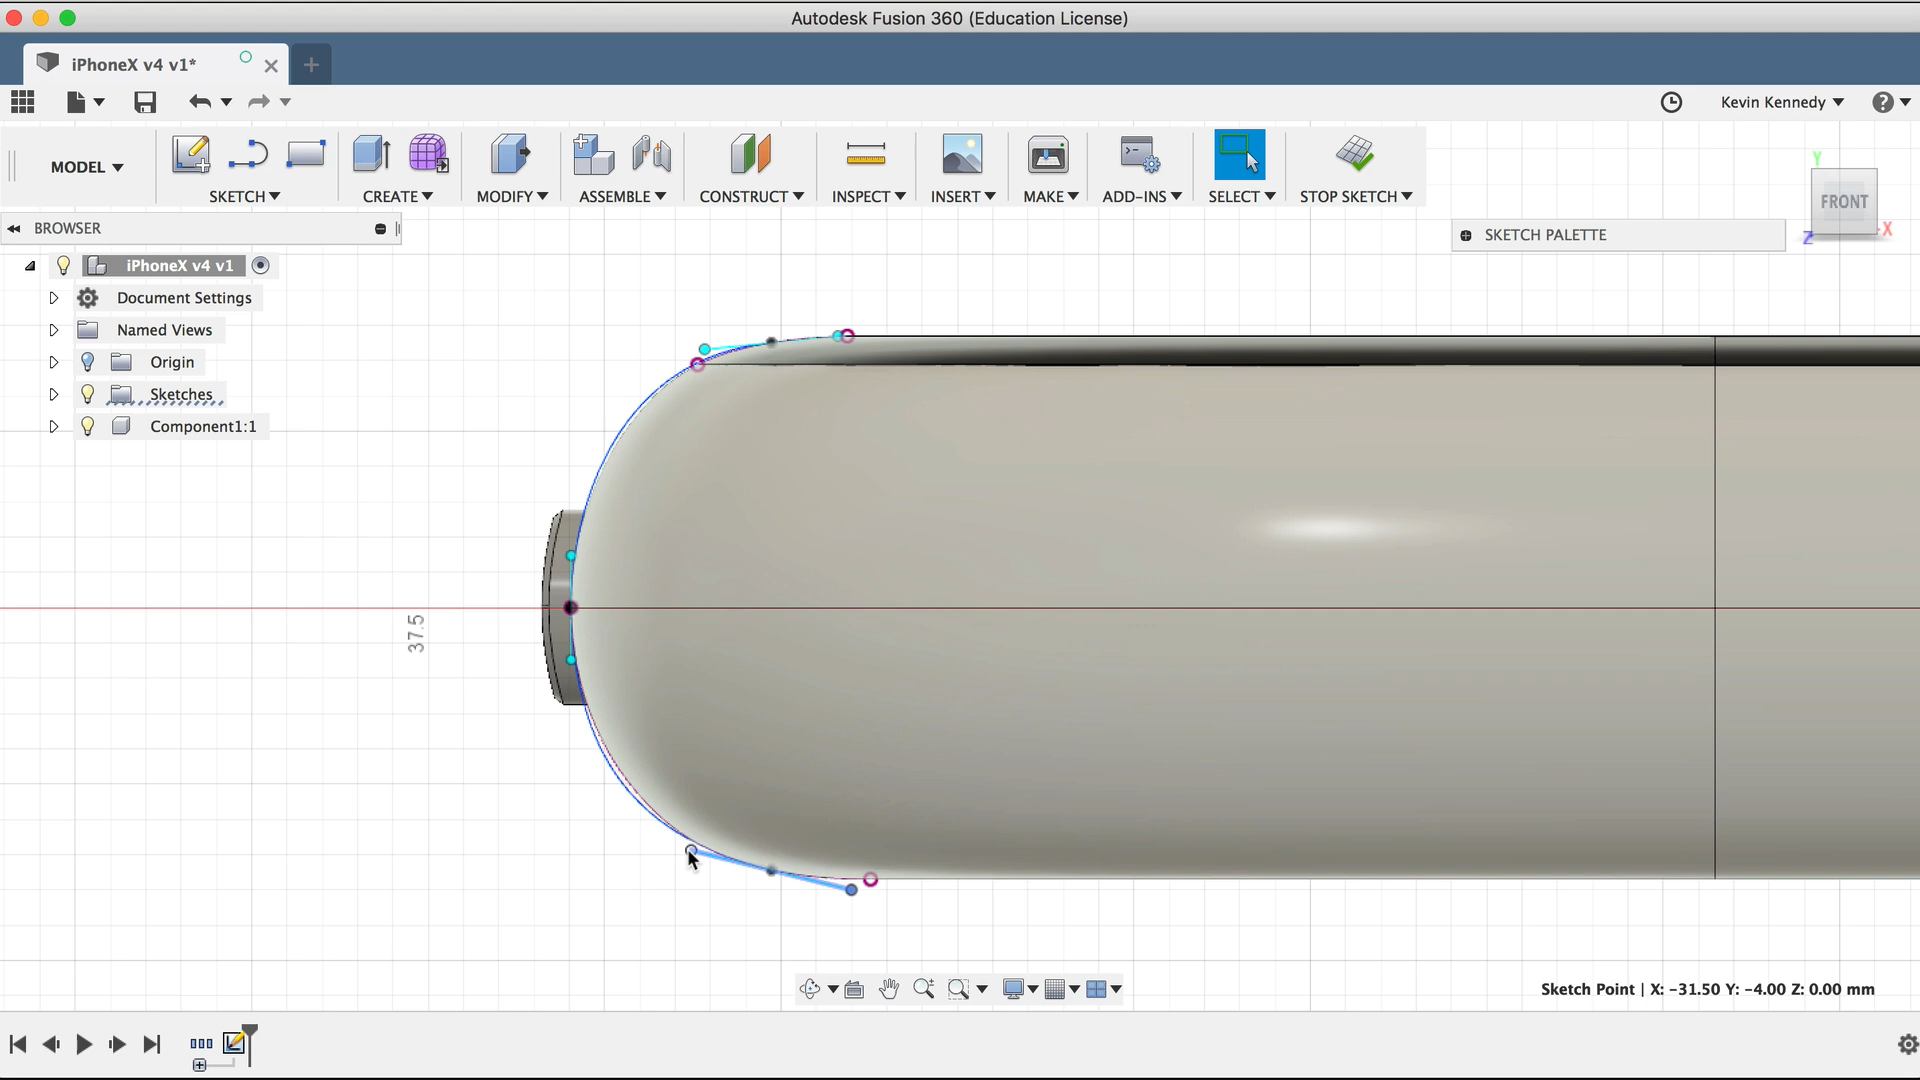 Autodesk Fusion 360 (Education License)
iPhoneX v4 v1*
Kevin Kennedy
?
MODEL
SKETCH
CREATE
MODIFY
ASSEMBLE
CONSTRUCT
INSPECT
INSERT
MAKE
ADD-INS
SELECT
STOP SKETCH
BROWSER
SKETCH PALETTE
Y
FRONT
X
Z
iPhoneX v4 v1
Document Settings
Named Views
Origin
Sketches
Component1:1
37.5
Sketch Point | X: -31.50 Y: -4.00 Z: 0.00 mm